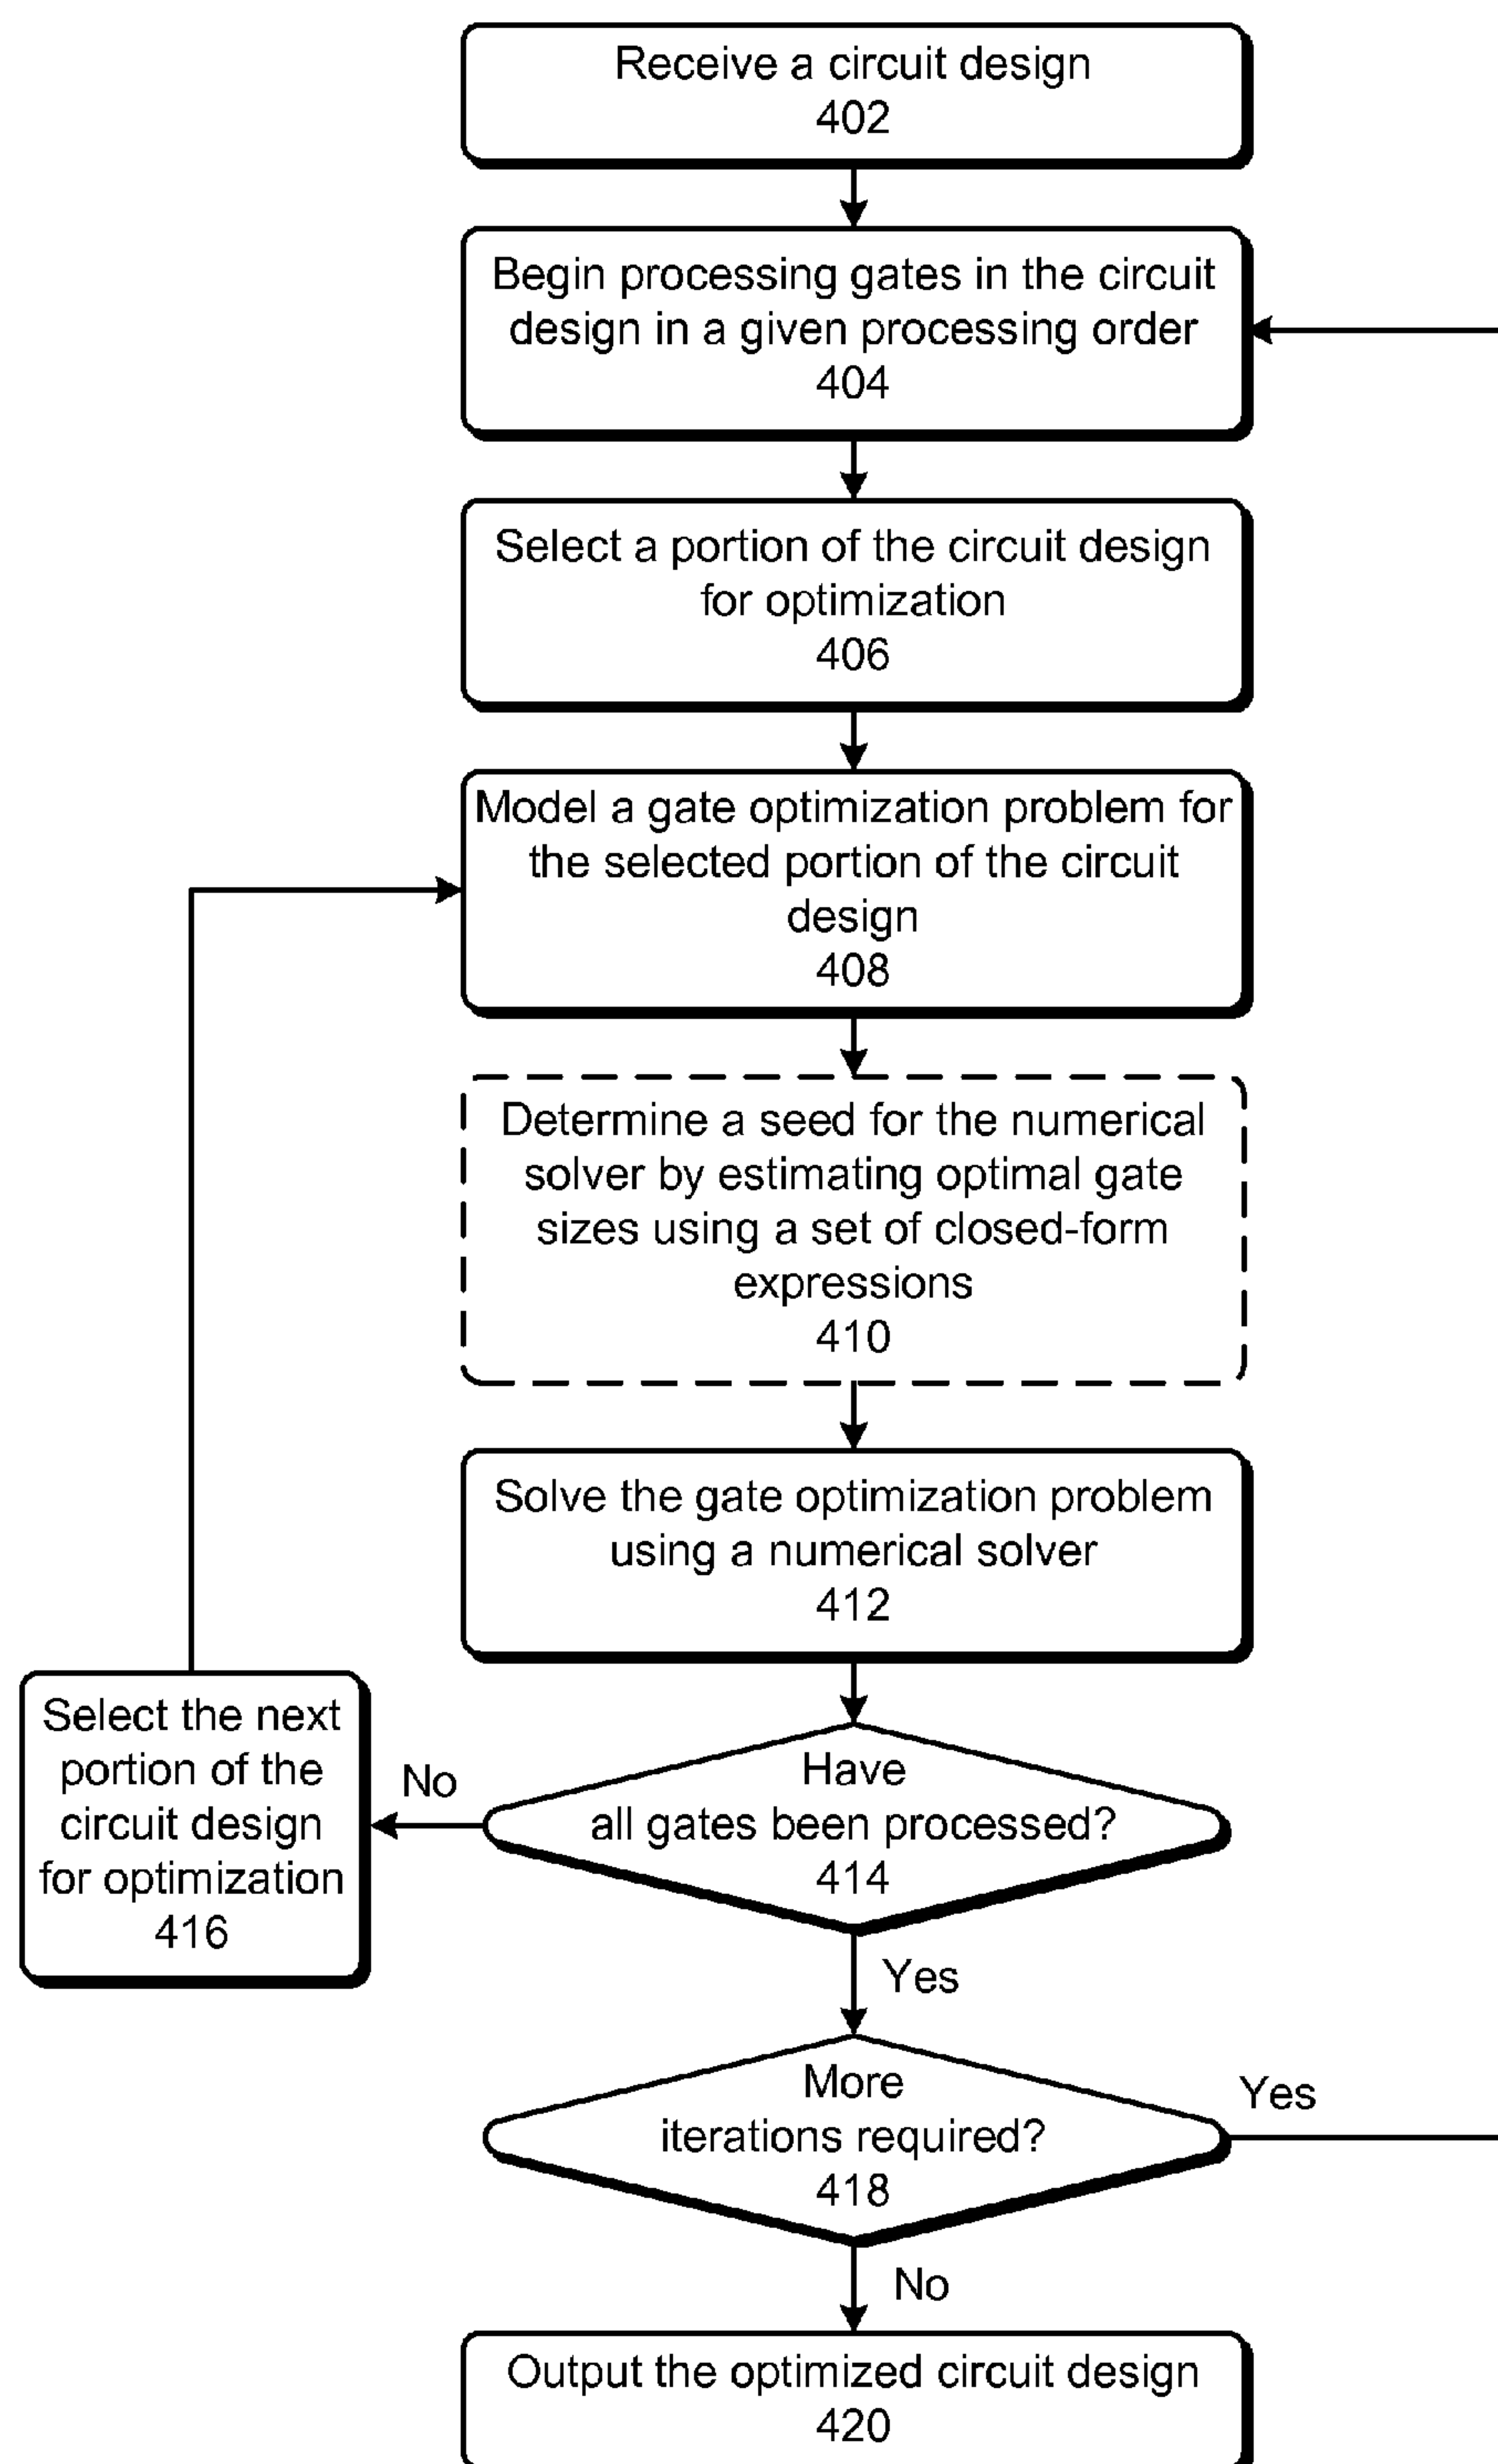 Receive a circuit design
402
Begin processing gates in the circuit
design in a given processing order
404
Select a portion of the circuit design
for optimization
406
Model a gate optimization problem for
the selected portion of the circuit
design
408
Determine a seed for the numerical
solver by estimating optimal gate
sizes using a set of closed-form
expressions
410
Solve the gate optimization problem
using a numerical solver
412
Have
all gates been processed?
414
No
Select the next
portion of the
circuit design
for optimization
416
Yes
More
iterations required?
418
Yes
No
Output the optimized circuit design
420